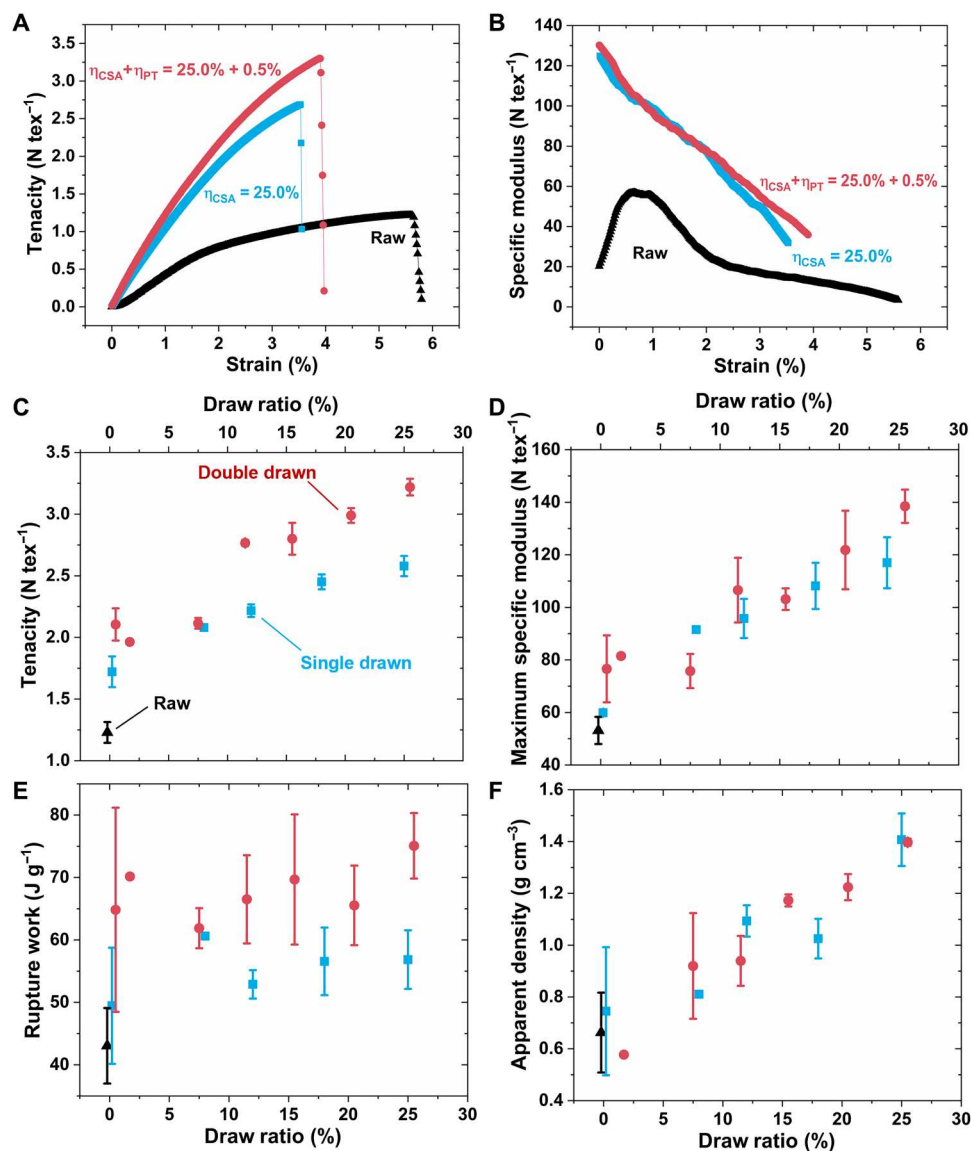 A
Tenacity (N tex⁻¹)
3.5
3.0
2.5
2.0
1.5
1.0
0.5
0.0
η_CSA+η_PT = 25.0% + 0.5%
η_CSA = 25.0%
Raw
0 1 2 3 4 5 6
Strain (%)
B
Specific modulus (N tex⁻¹)
140
120
100
80
60
40
20
0
η_CSA+η_PT = 25.0% + 0.5%
η_CSA = 25.0%
Raw
0 1 2 3 4 5 6
Strain (%)
C
Draw ratio (%)
0 5 10 15 20 25 30
Tenacity (N tex⁻¹)
3.5
3.0
2.5
2.0
1.5
1.0
Double drawn
Single drawn
Raw
D
Draw ratio (%)
0 5 10 15 20 25 30
Maximum specific modulus (N tex⁻¹)
160
140
120
100
80
60
40
E
Rupture work (J g⁻¹)
80
70
60
50
40
0 5 10 15 20 25 30
Draw ratio (%)
F
Apparent density (g cm⁻³)
1.6
1.4
1.2
1.0
0.8
0.6
0.4
0 5 10 15 20 25 30
Draw ratio (%)